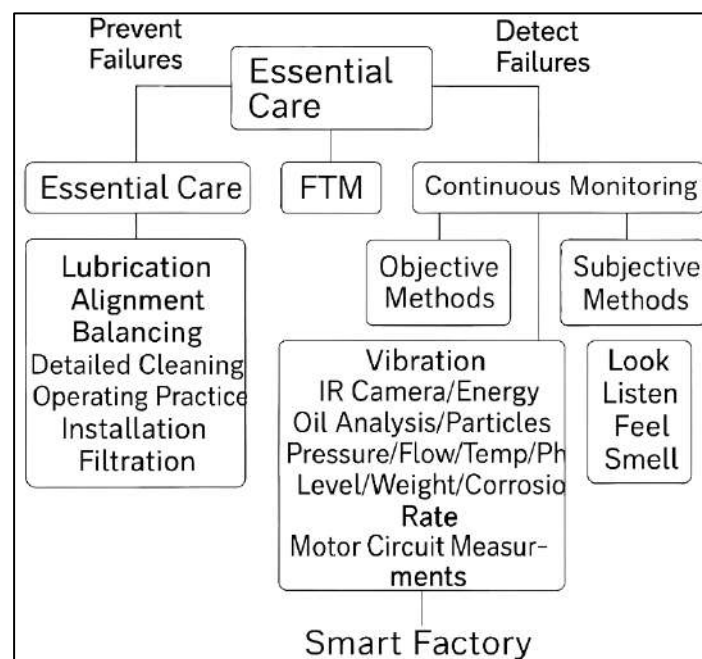 Prevent
Failures
Detect
Failures
Essential
Care
Essential Care
FTM
Continuous Monitoring
Lubrication
Alignment
Balancing
Detailed Cleaning
Operating Practice
Installation
Filtration
Objective
Methods
Subjective
Methods
Vibration
IR Camera/Energy
Oil Analysis/Particles
Pressure/Flow/Temp/Ph
Level/Weight/Corrosio
Rate
Motor Circuit Measur-
ments
Look
Listen
Feel
Smell
Smart Factory